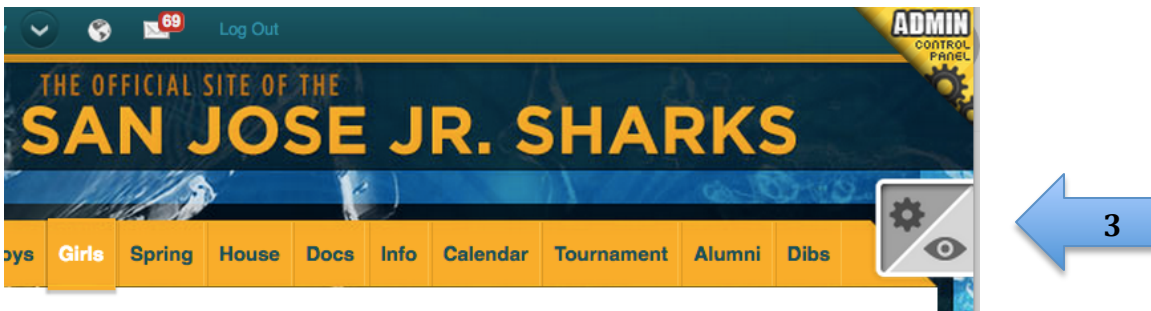 69 Log Out
ADMIN
CONTROL
PANEL
THE OFFICIAL SITE OF THE
SAN JOSE JR. SHARKS
3
Girls Spring House Docs Info Calendar Tournament Alumni Dibs